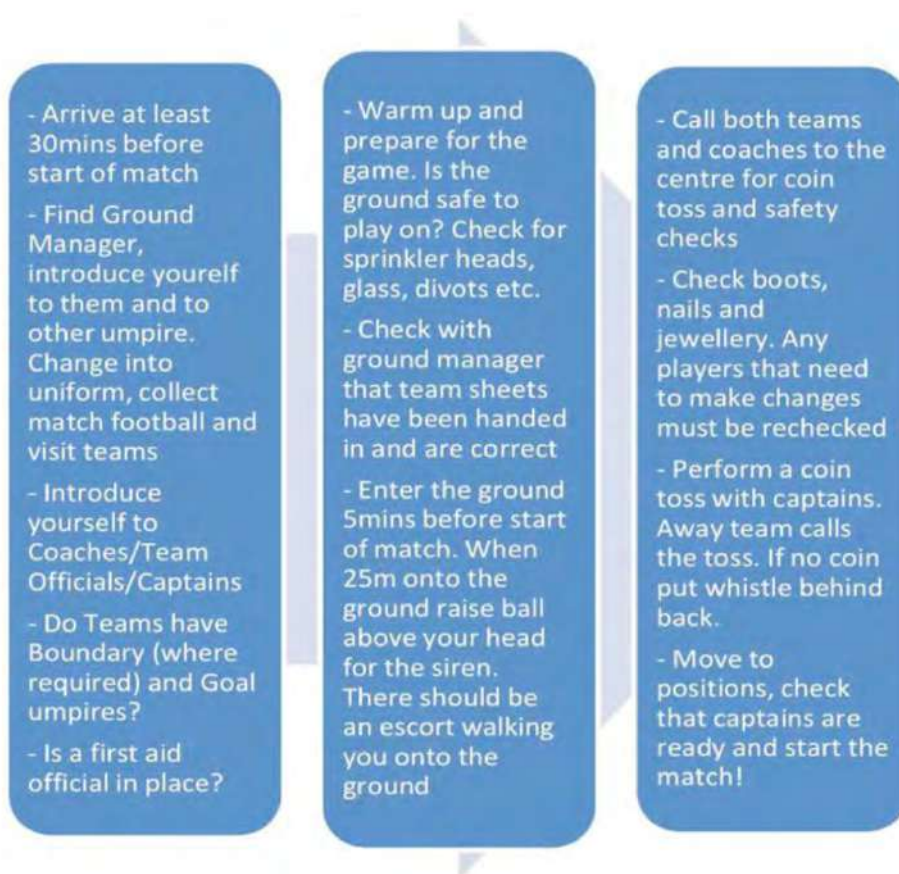 - Arrive at least
30mins before
start of match
- Find Ground
Manager,
introduce yourelf
to them and to
other umpire.
Change into
uniform, collect
match football and
visit teams
- Introduce
yourself to
Coaches/Team
Officials/Captains
- Do Teams have
Boundary (where
required) and Goal
umpires?
- Is a first aid
official in place?
- Warm up and
prepare for the
game. Is the
ground safe to
play on? Check for
sprinkler heads,
glass, divots etc.
- Check with
ground manager
that team sheets
have been handed
in and are correct
- Enter the ground
5mins before start
of match. When
25m onto the
ground raise ball
above your head
for the siren.
There should be
an escort walking
you onto the
ground
- Call both teams
and coaches to the
centre for coin
toss and safety
checks
- Check boots,
nails and
jewellery. Any
players that need
to make changes
must be rechecked
- Perform a coin
toss with captains.
Away team calls
the toss. If no coin
put whistle behind
back.
- Move to
positions, check
that captains are
ready and start the
match!